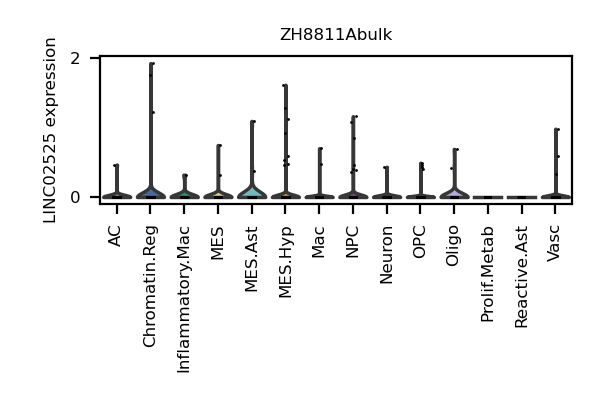 ZH8811Abulk
LINC02525 expression
2
0
AC
Chromatin.Reg
Inflammatory.Mac
MES
MES.Ast
MES.Hyp
Mac
NPC
Neuron
OPC
Oligo
Prolif.Metab
Reactive.Ast
Vasc